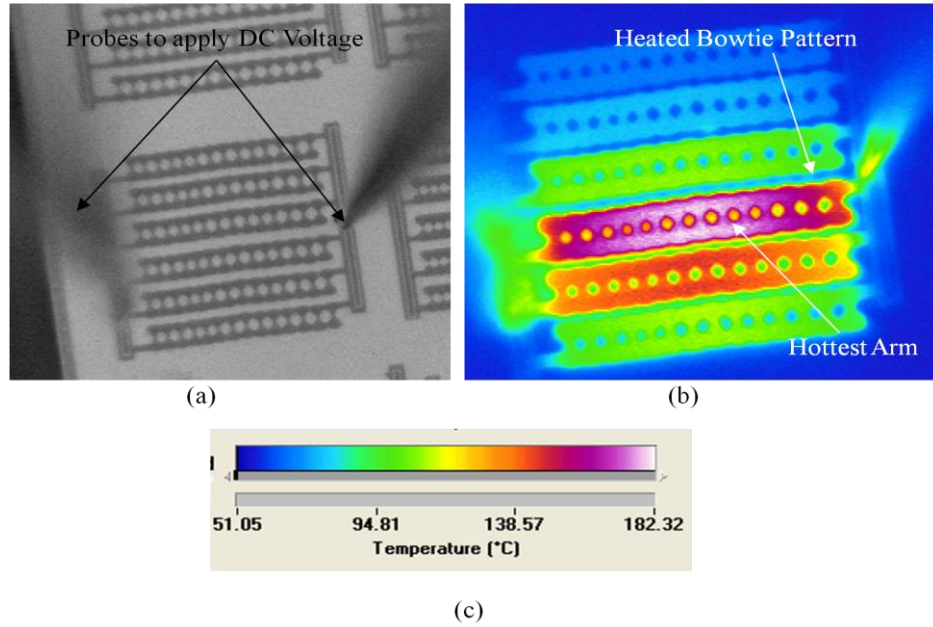 Probes to apply DC Voltage
Heated Bowtie Pattern
Hottest Arm
(a)
(b)
51.05 94.81 138.57 182.32
Temperature (°C)
(c)